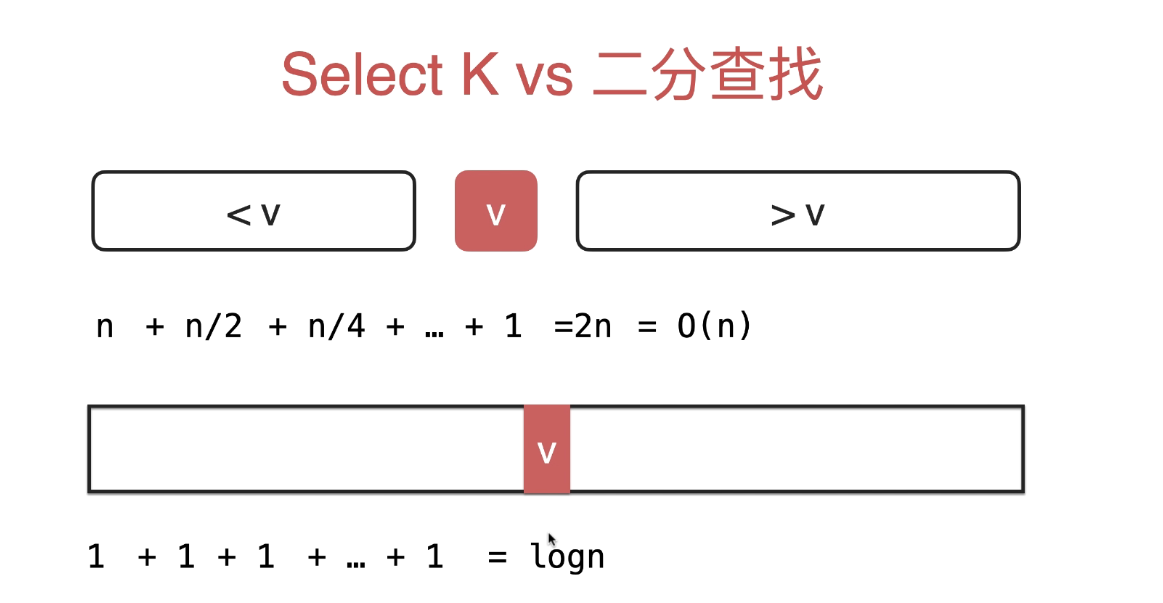 Select K vs 二分查找
< v v > v
n + n/2 + n/4 + … + 1 =2n = O(n)
v
1 + 1 + 1 + … + 1 = logn